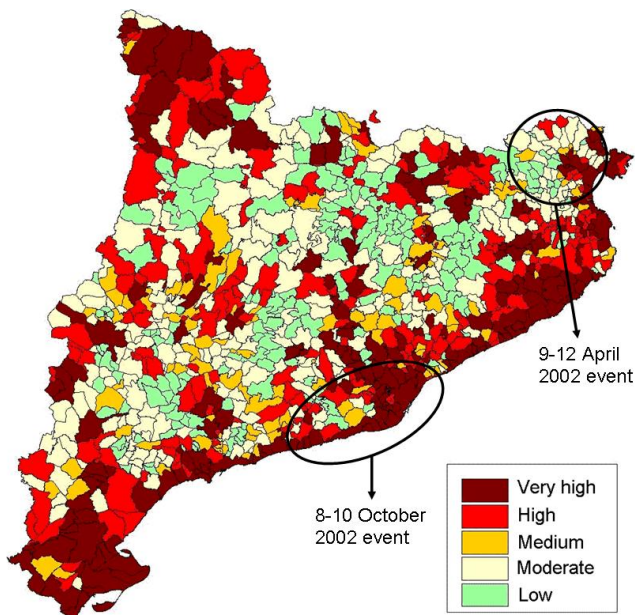 9-12 April
2002 event
8-10 October
2002 event
Very high
High
Medium
Moderate
Low